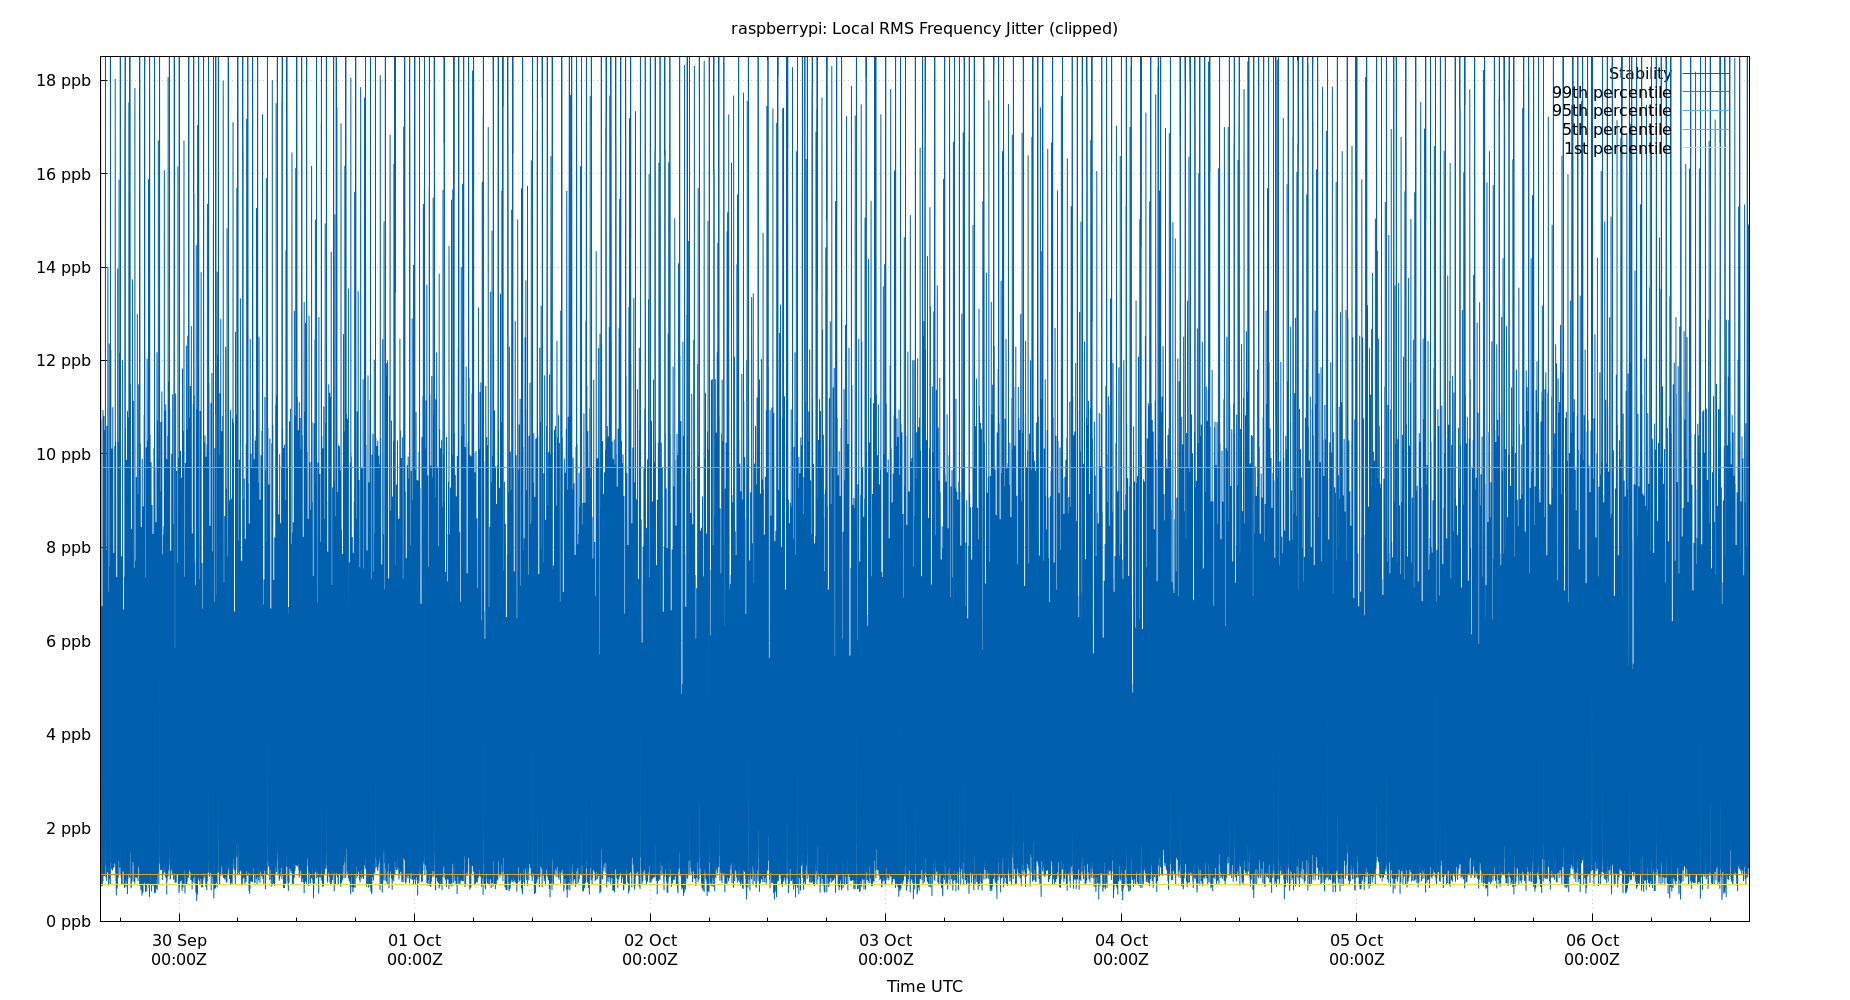 raspberrypi: Local RMS Frequency Jitter (clipped)
18 ppb
16 ppb
14 ppb
12 ppb
10 ppb
8 ppb
6 ppb
4 ppb
2 ppb
0 ppb
Stability
99th percentile
95th percentile
5th percentile
1st percentile
30 Sep 01 Oct 02 Oct 03 Oct 04 Oct 05 Oct 06 Oct
00:00Z 00:00Z 00:00Z 00:00Z 00:00Z 00:00Z 00:00Z
Time UTC